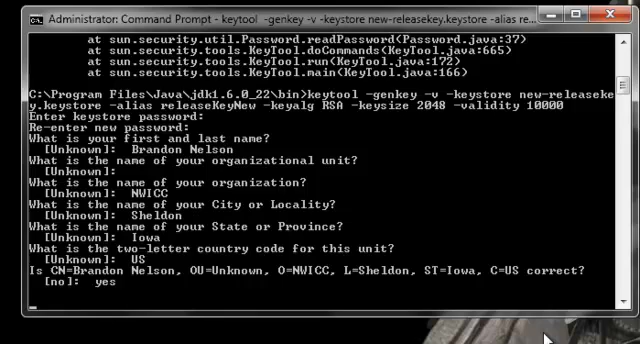 Administrator: Command Prompt - keytool -genkey -v -keystore new-releasekey.keystore -alias re...
at sun.security.util.Password.readPassword(Password.java:37)
at sun.security.tools.KeyTool.doCommands(KeyTool.java:665)
at sun.security.tools.KeyTool.run(KeyTool.java:172)
at sun.security.tools.KeyTool.main(KeyTool.java:166)
C:\Program Files\Java\jdk1.6.0_22\bin>keytool -genkey -v -keystore new-releaseke
y.keystore -alias releaseKeyNew -keyalg RSA -keysize 2048 -validity 10000
Enter keystore password:
Re-enter new password:
What is your first and last name?
[Unknown]: Brandon Nelson
What is the name of your organizational unit?
[Unknown]:
What is the name of your organization?
[Unknown]: NWICC
What is the name of your City or Locality?
[Unknown]: Sheldon
What is the name of your State or Province?
[Unknown]: Iowa
What is the two-letter country code for this unit?
[Unknown]: US
Is CN=Brandon Nelson, OU=Unknown, O=NWICC, L=Sheldon, ST=Iowa, C=US correct?
[no]: yes